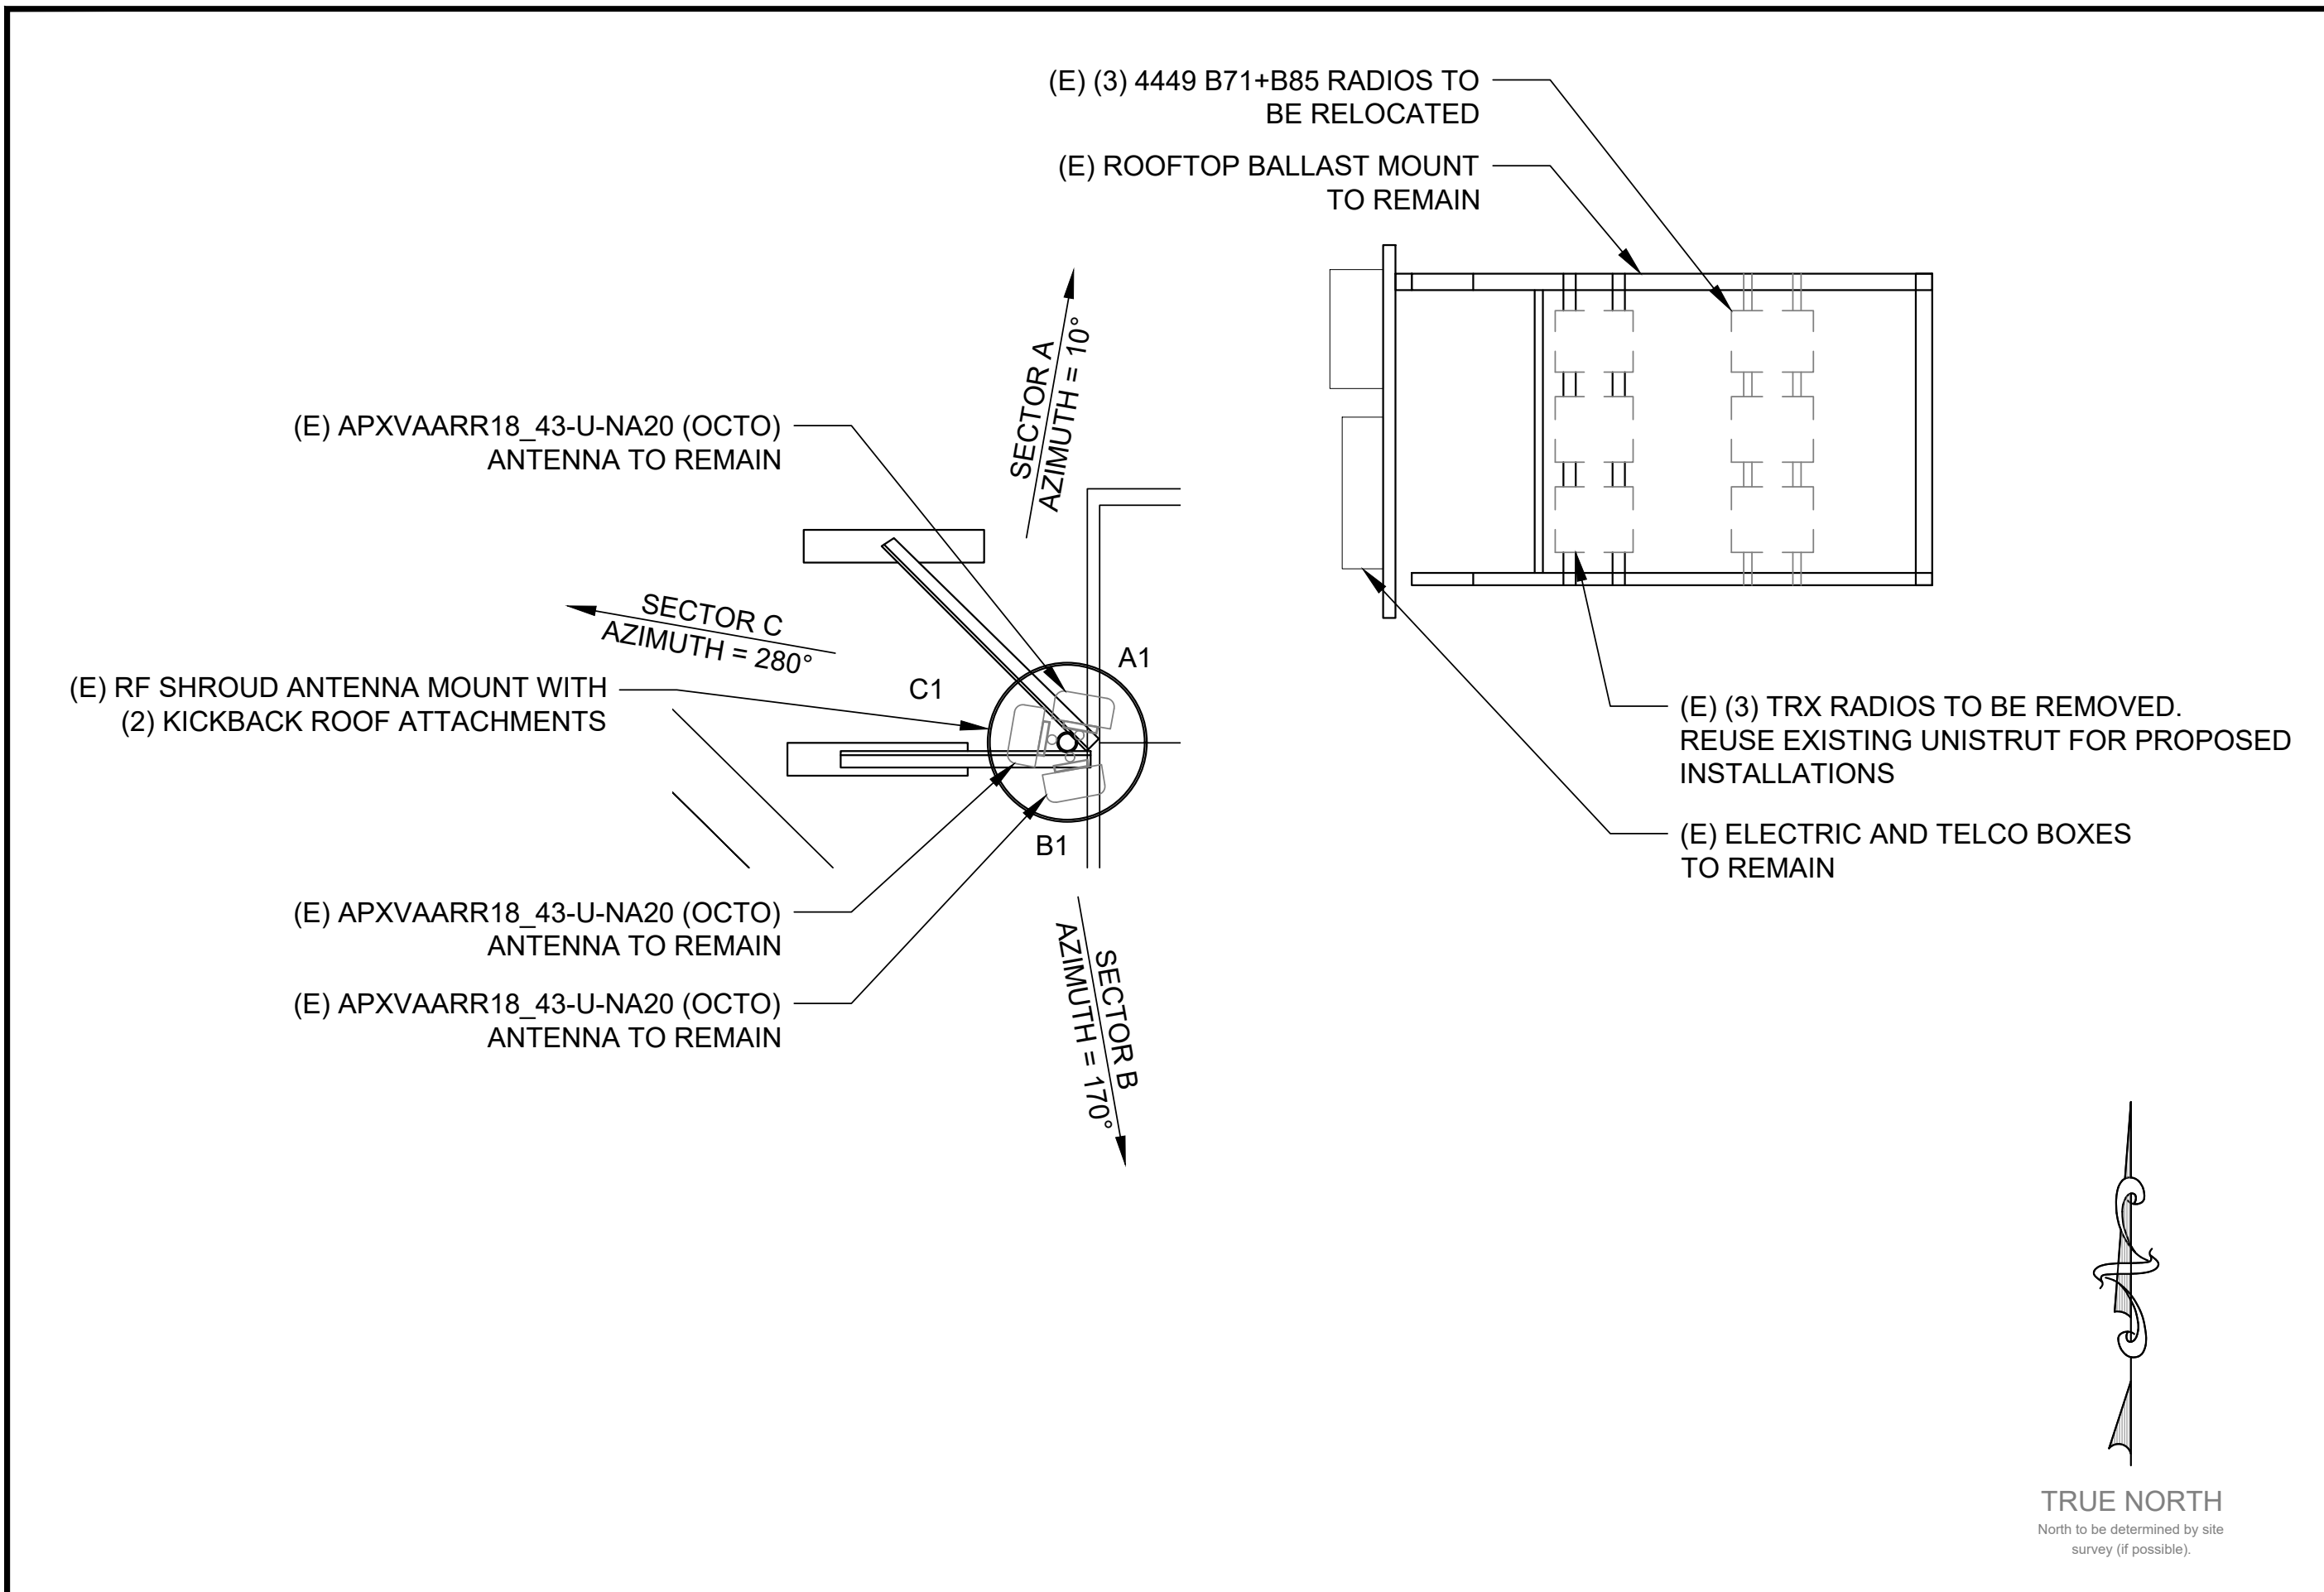 (E) (3) 4449 B71+B85 RADIOS TO
BE RELOCATED
(E) ROOFTOP BALLAST MOUNT
TO REMAIN
SECTOR A
AZIMUTH = 10°
(E) APXVAARR18_43-U-NA20 (OCTO)
ANTENNA TO REMAIN
SECTOR C
AZIMUTH = 280°
A1
C1
(E) RF SHROUD ANTENNA MOUNT WITH
(2) KICKBACK ROOF ATTACHMENTS
B1
(E) (3) TRX RADIOS TO BE REMOVED.
REUSE EXISTING UNISTRUT FOR PROPOSED
INSTALLATIONS
(E) ELECTRIC AND TELCO BOXES
TO REMAIN
(E) APXVAARR18_43-U-NA20 (OCTO)
ANTENNA TO REMAIN
(E) APXVAARR18_43-U-NA20 (OCTO)
ANTENNA TO REMAIN
SECTOR B
AZIMUTH = 170°
TRUE NORTH
North to be determined by site
survey (if possible).